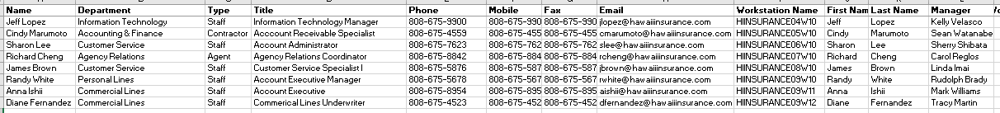 Name Department Type Title Phone Mobile Fax Email Workstation Name First Nam Last Name Manager
Jeff Lopez Information Technology Staff Information Technology Manager 808-675-9900 808-675-990 808-675-990 jlopez@hawaiiinsurance.com HIINSURANCE04W10 Jeff Lopez Kelly Velasco
Cindy Marumoto Accounting & Finance Contractor Account Receivable Specialist 808-675-4559 808-675-455 808-675-455 cmarumoto@hawaiiinsurance.com HIINSURANCE05W10 Cindy Marumoto Sean Watanabe
Sharon Lee Customer Service Staff Account Administrator 808-675-7623 808-675-762 808-675-762 slee@hawaiiinsurance.com HIINSURANCE06W10 Sharon Lee Sherry Shibata
Richard Cheng Agency Relations Agent Agency Relations Coordinator 808-675-8842 808-675-884 808-675-884 rcheng@hawaiiinsurance.com HIINSURANCE07W10 Richard Cheng Carol Reglos
James Brown Customer Service Staff Customer Service Specialist I 808-675-5876 808-675-587 808-675-587 jbrown@hawaiiinsurance.com HIINSURANCE08W10 James Brown Linda Imai
Randy White Personal Lines Staff Account Executive Manager 808-675-5678 808-675-567 808-675-567 rwhite@hawaiiinsurance.com HIINSURANCE09W10 Randy White Rudolph Brady
Anna Ishii Commercial Lines Staff Account Executive 808-675-8954 808-675-895 808-675-895 aishii@hawaiiinsurance.com HIINSURANCE09W11 Anna Ishii Mark Williams
Diane Fernandez Commercial Lines Staff Commerical Lines Underwriter 808-675-4523 808-675-452 808-675-452 dfernandez@hawaiiinsurance.com HIINSURANCE09W12 Diane Fernandez Tracy Martin